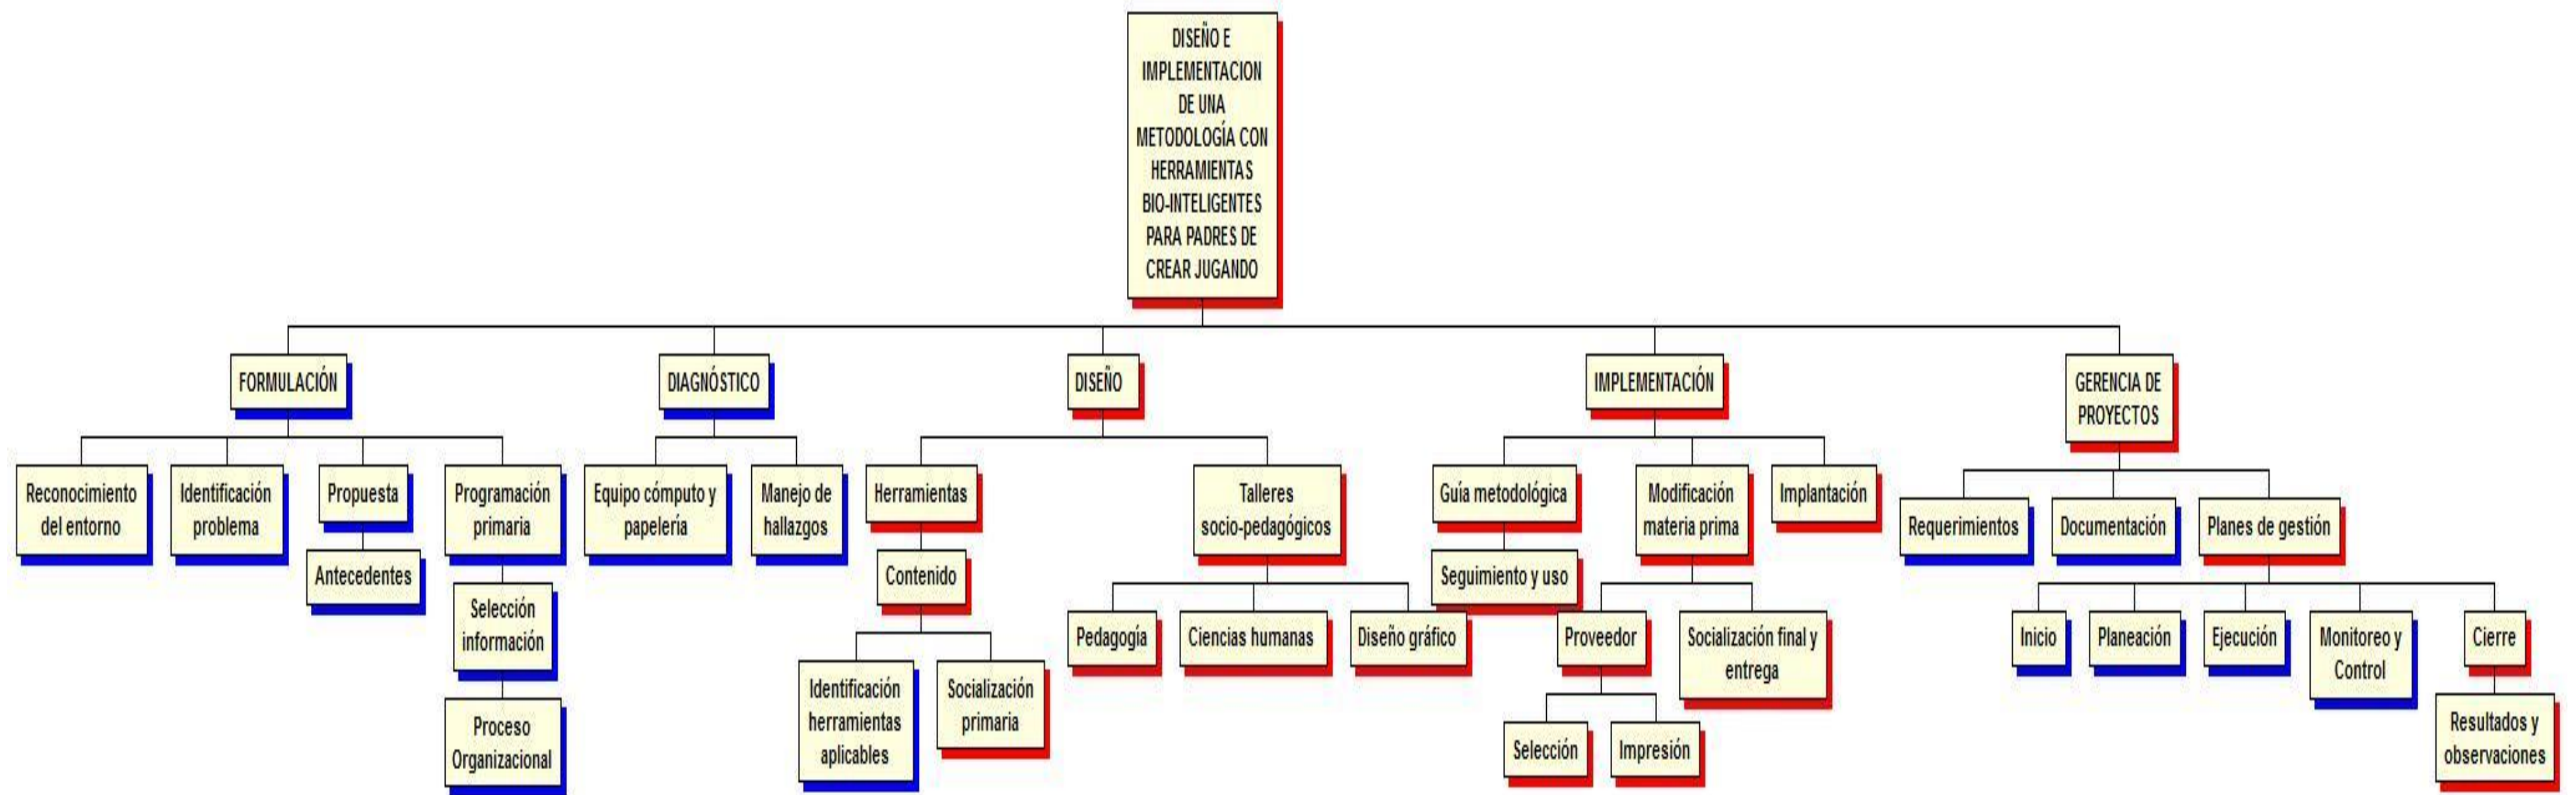 DISEÑO E
IMPLEMENTACION
DE UNA
METODOLOGÍA CON
HERRAMIENTAS
BIO-INTELIGENTES
PARA PADRES DE
CREAR JUGANDO
FORMULACIÓN
DIAGNÓSTICO
DISEÑO
IMPLEMENTACIÓN
GERENCIA DE
PROYECTOS
Reconocimiento
del entorno
Identificación
problema
Propuesta
Antecedentes
Programación
primaria
Selección
información
Proceso
Organizacional
Equipo cómputo y
papelería
Manejo de
hallazgos
Herramientas
Contenido
Identificación
herramientas
aplicables
Socialización
primaria
Talleres
socio-pedagógicos
Pedagogía
Ciencias humanas
Diseño gráfico
Guía metodológica
Seguimiento y uso
Modificación
materia prima
Proveedor
Selección
Impresión
Socialización final y
entrega
Implantación
Requerimientos
Documentación
Planes de gestión
Inicio
Planeación
Ejecución
Monitoreo y
Control
Cierre
Resultados y
observaciones